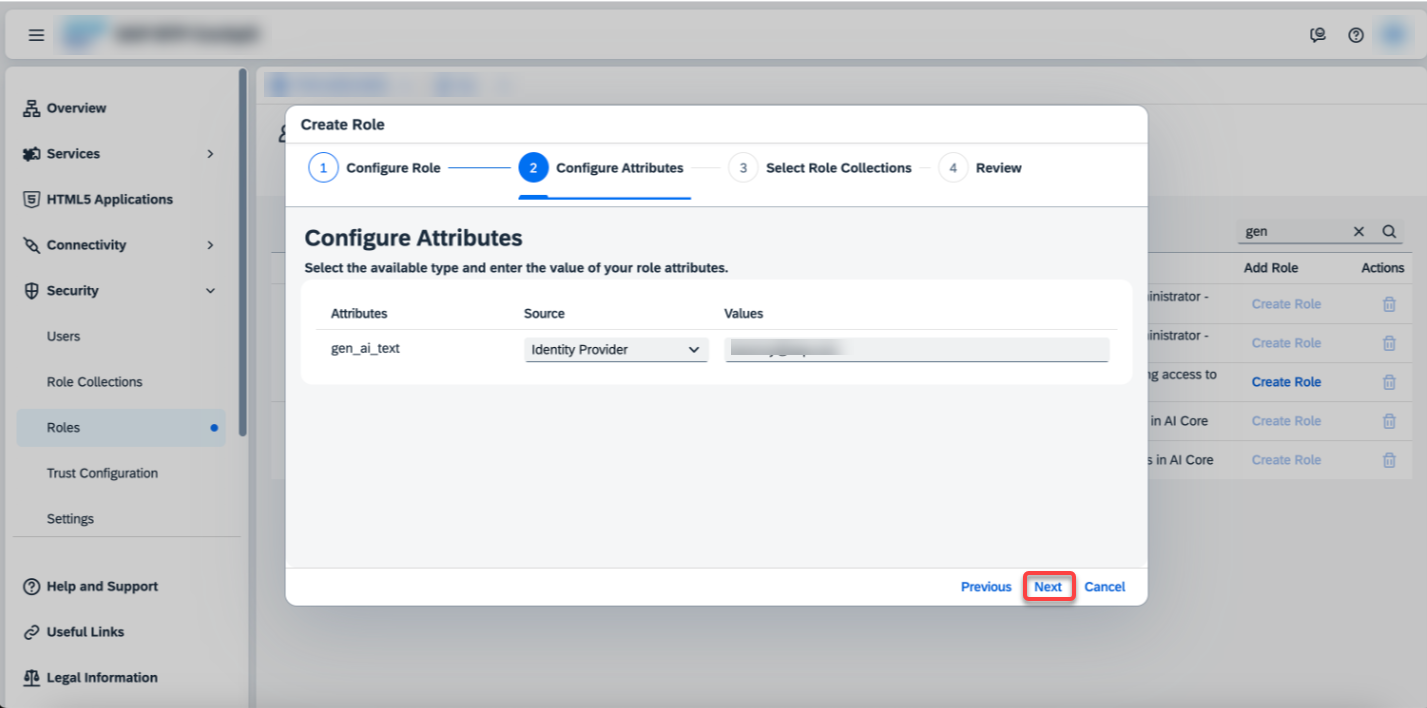 Overview
Services
HTML5 Applications
Connectivity
Security
Users
Role Collections
Roles
Trust Configuration
Settings
Help and Support
Useful Links
Legal Information
Create Role
1 Configure Role 2 Configure Attributes 3 Select Role Collections 4 Review
Configure Attributes
Select the available type and enter the value of your role attributes.
Attributes Source Values
gen_ai_text Identity Provider
Previous Next Cancel
gen
Add Role Actions
inistrator -
Create Role
inistrator -
Create Role
access to
Create Role
in AI Core Create Role
s in AI Core Create Role